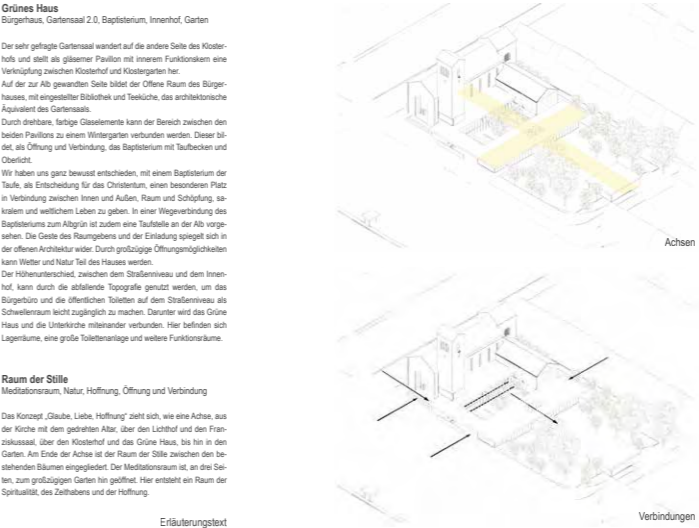 Grünes Haus
Bürgerhaus, Gartensaal 2.0, Baptisterium, Innenhof, Garten
Der sehr gefragte Gartensaal wandert auf die andere Seite des Kloster-
hofs und stellt als gläserner Pavillon mit innerem Funktionskern eine
Verknüpfung zwischen Klosterhof und Klostergarten her.
Auf der zur Alb gewandten Seite bildet der Offene Raum des Bürger-
hauses, mit eingestellter Bibliothek und Teeküche, das architektonische
Äquivalent des Gartensaals.
Durch drehbare, farbige Glaselemente kann der Bereich zwischen den
beiden Pavillons zu einem Wintergarten verbunden werden. Dieser bil-
det, als Öffnung und Verbindung, das Baptisterium mit Taufbecken und
Oberlicht.
Wir haben uns ganz bewusst entschieden, mit einem Baptisterium der
Taufe, als Entscheidung für das Christentum, einen besonderen Platz
in Verbindung zwischen Innen und Außen, Raum und Schöpfung, sa-
kralem und weltlichem Leben zu geben. In einer Wegeverbindung des
Baptisteriums zum Albgrün ist zudem eine Taufstelle an der Alb vorge-
sehen. Die Geste des Raumgebens und der Einladung spiegelt sich in
der offenen Architektur wider. Durch großzügige Öffnungsmöglichkeiten
kann Wetter und Natur Teil des Hauses werden.
Der Höhenunterschied, zwischen dem Straßenniveau und dem Innen-
hof, kann durch die abfallende Topografie genutzt werden, um das
Bürgerbüro und die öffentlichen Toiletten auf dem Straßenniveau als
Schwellenraum leicht zugänglich zu machen. Darunter wird das Grüne
Haus und die Unterkirche miteinander verbunden. Hier befinden sich
Lagerräume, eine große Toilettenanlage und weitere Funktionsräume.
Raum der Stille
Meditationsraum, Natur, Hoffnung, Öffnung und Verbindung
Das Konzept „Glaube, Liebe, Hoffnung" zieht sich, wie eine Achse, aus
der Kirche mit dem gedrehten Altar, über den Lichthof und den Fran-
ziskussaal, über den Klosterhof und das Grüne Haus, bis hin in den
Garten. Am Ende der Achse ist der Raum der Stille zwischen den be-
stehenden Bäumen eingegliedert. Der Meditationsraum ist, an drei Sei-
ten, zum großzügigen Garten hin geöffnet. Hier entsteht ein Raum der
Spiritualität, des Zeithabens und der Hoffnung.
Erläuterungstext
Achsen
Verbindungen